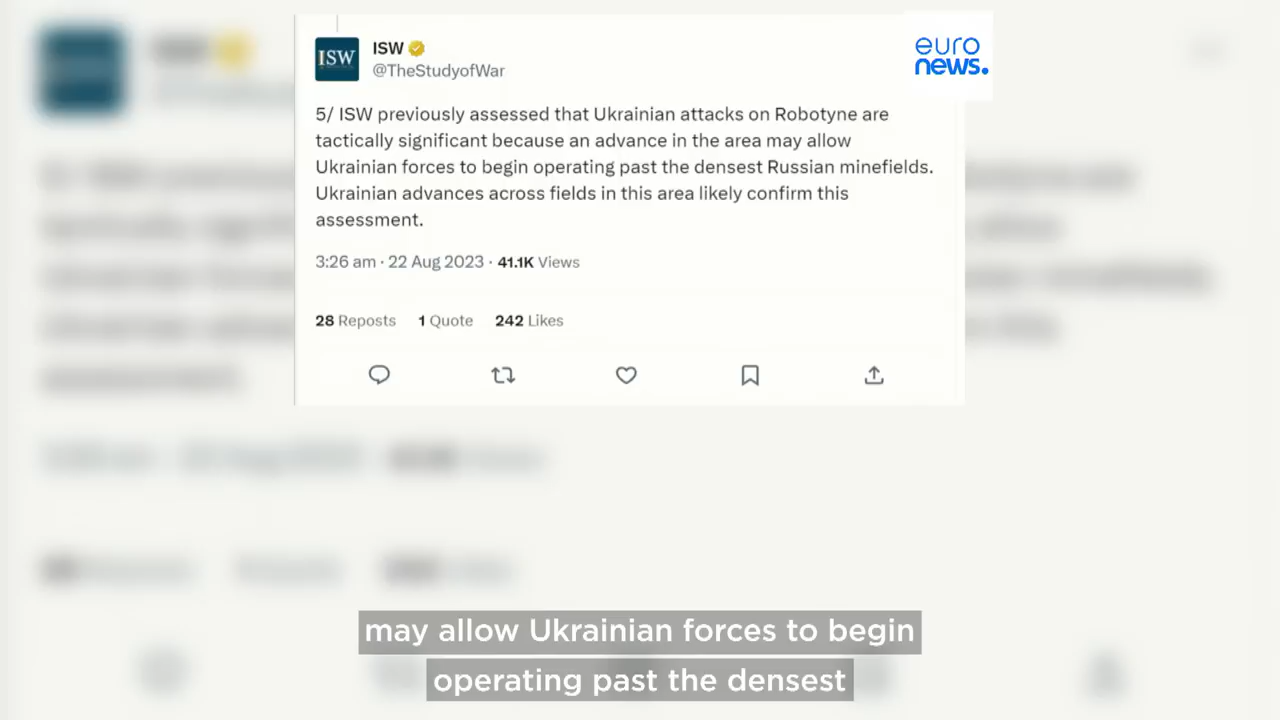 ISW
ISW
@TheStudyofWar
euro
news.
5/ ISW previously assessed that Ukrainian attacks on Robotyne are
tactically significant because an advance in the area may allow
Ukrainian forces to begin operating past the densest Russian minefields.
Ukrainian advances across fields in this area likely confirm this
assessment.
3:26 am · 22 Aug 2023 · 41.1K Views
28 Reposts 1 Quote 242 Likes
may allow Ukrainian forces to begin
operating past the densest